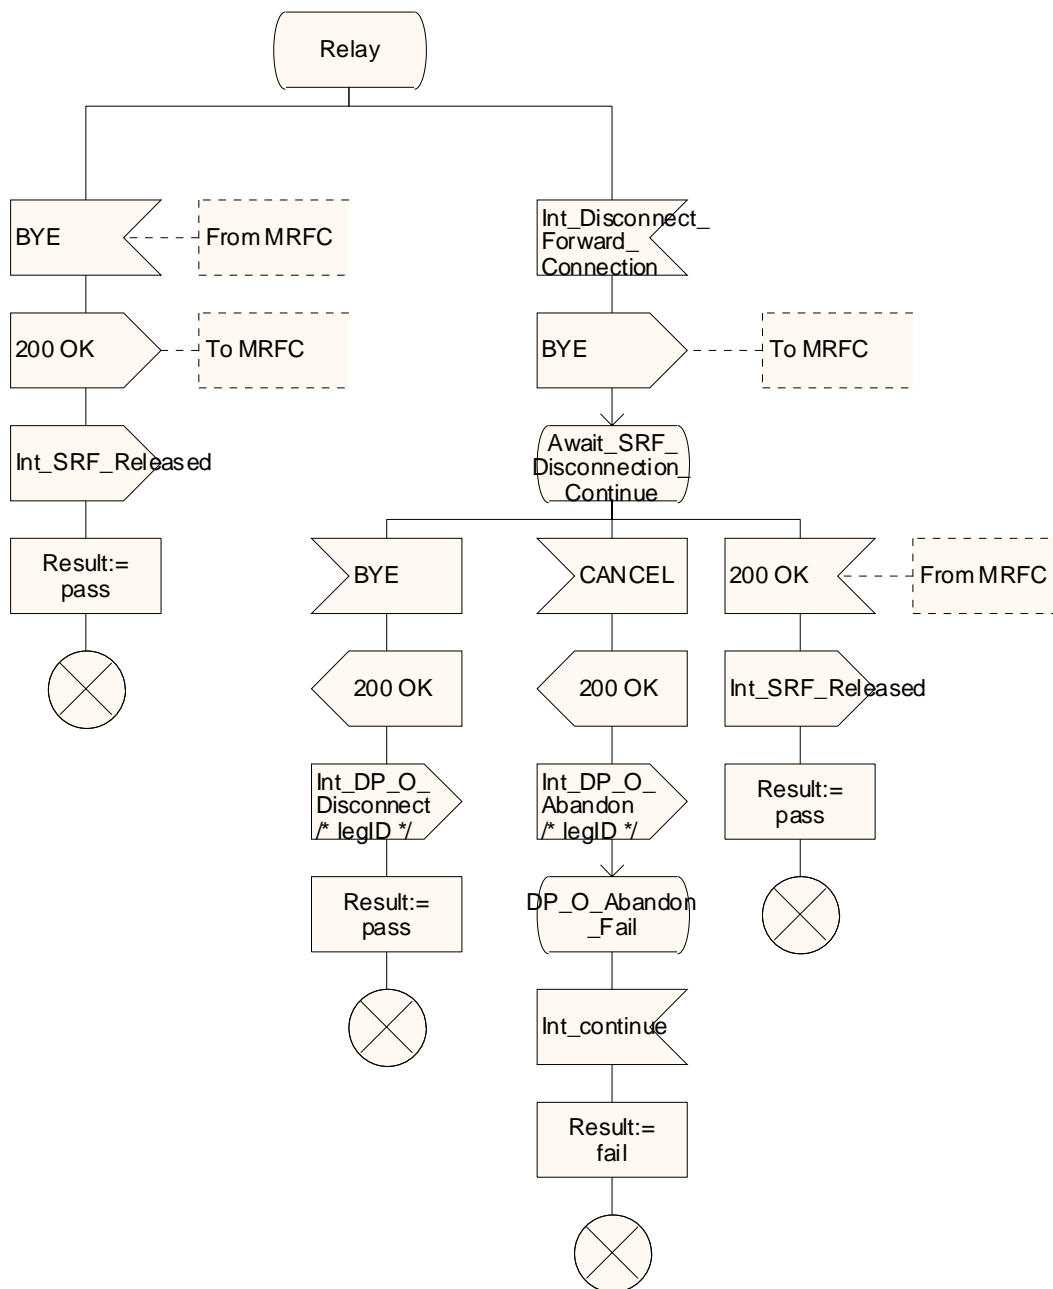 Relay
BYE
From MRFC
Int_Disconnect_
Forward_
Connection
200 OK
To MRFC
BYE
To MRFC
Int_SRF_Released
Await_SRF_
Disconnection_
Continue
Result:=
pass
BYE
CANCEL
200 OK
From MRFC
200 OK
200 OK
Int_SRF_Released
Int_DP_O_
Disconnect
/* legID */
Int_DP_O_
Abandon
/* legID */
Result:=
pass
Result:=
pass
DP_O_Abandon
_Fail
Int_continue
Result:=
fail